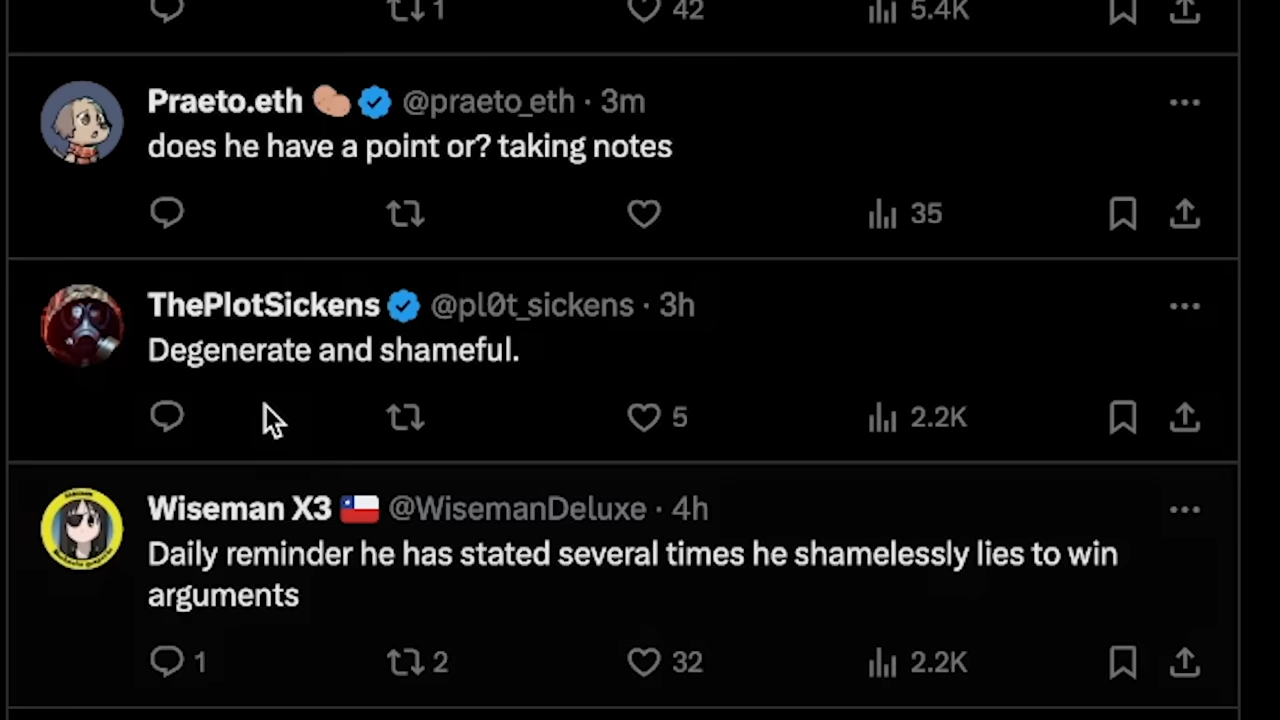 1 42 5.4K
Praeto.eth 🥔 @praeto_eth · 3m
does he have a point or? taking notes
35
ThePlotSickens @pl0t_sickens · 3h
Degenerate and shameful.
5 2.2K
Wiseman X3 🇨🇱 @WisemanDeluxe · 4h
Daily reminder he has stated several times he shamelessly lies to win
arguments
1 2 32 2.2K